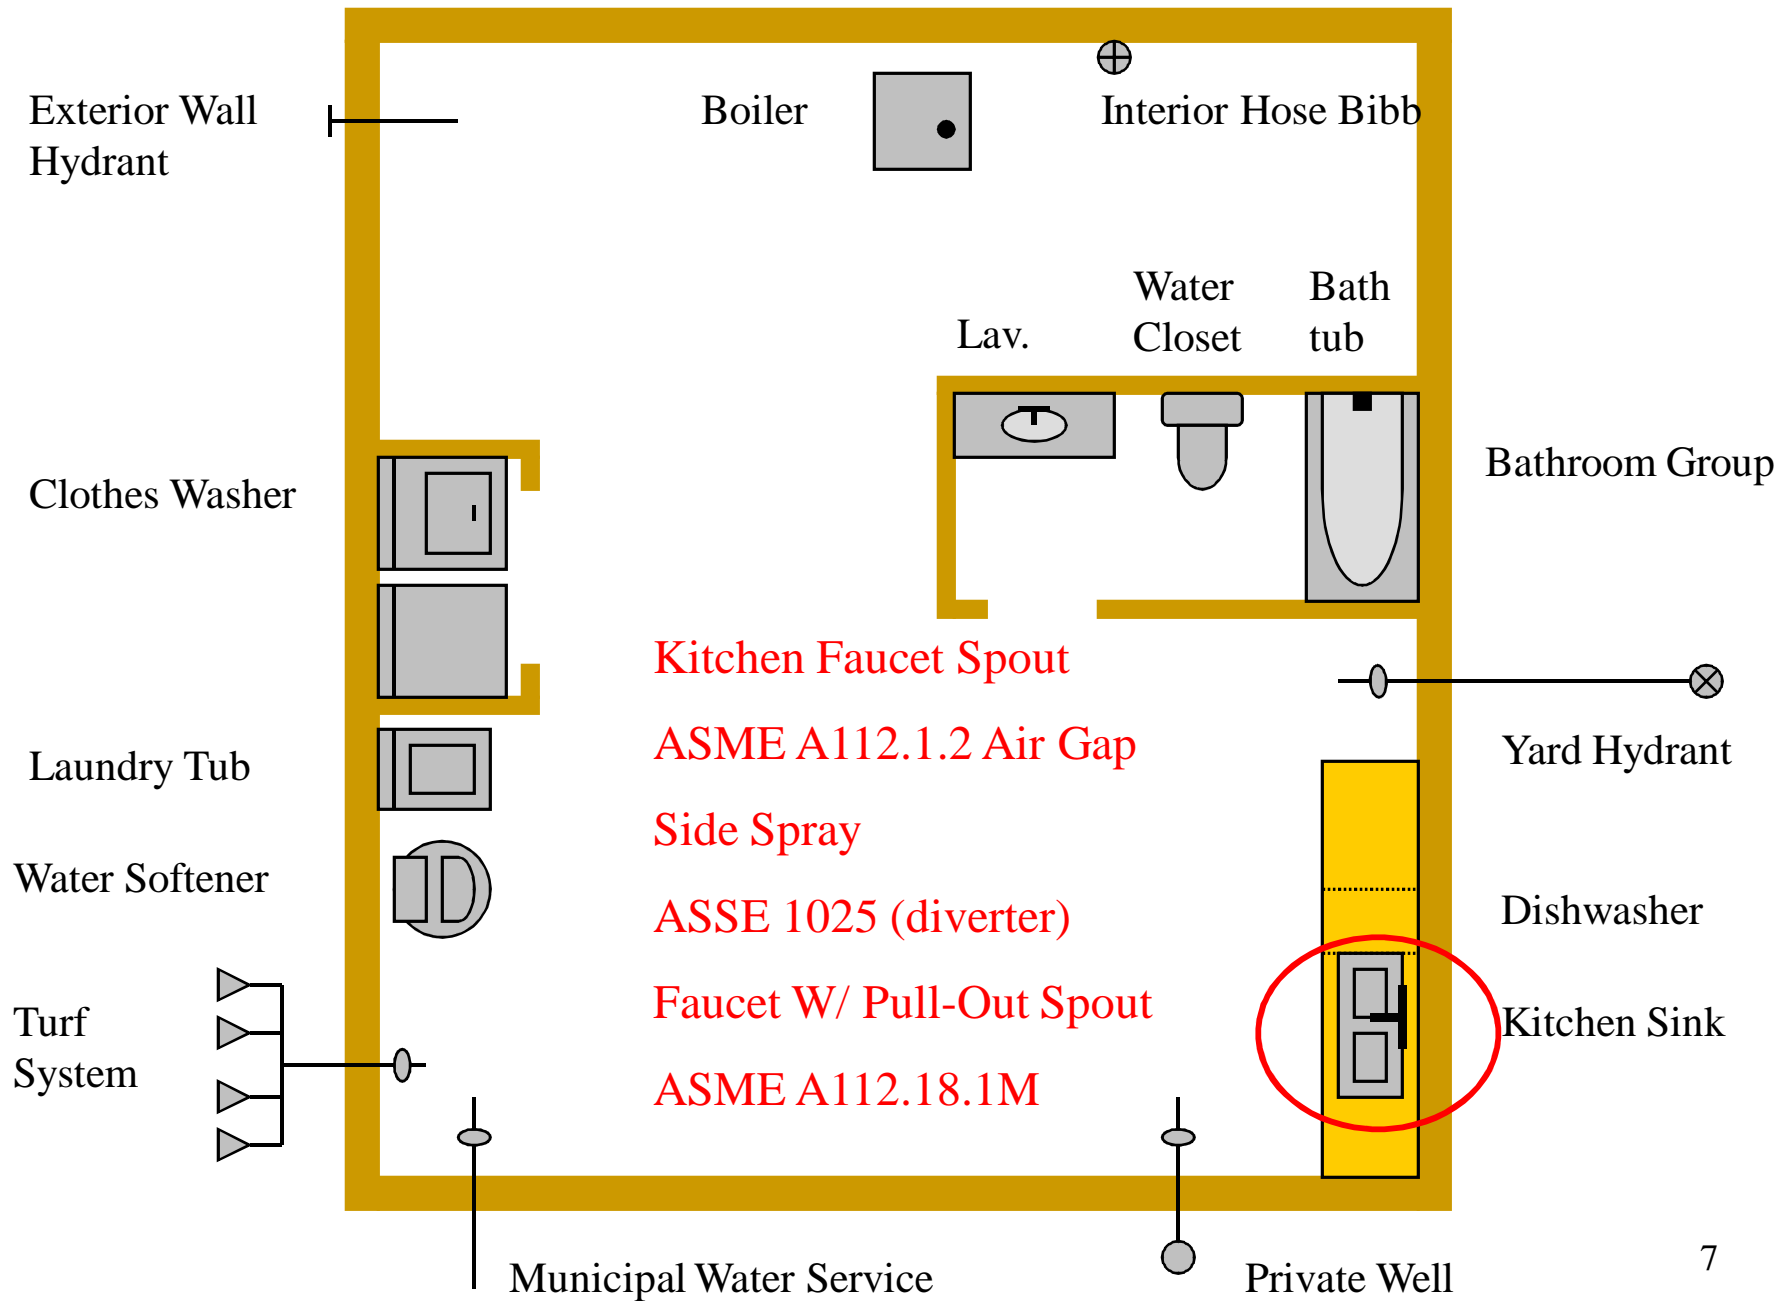 Exterior Wall
Hydrant
Boiler
Interior Hose Bibb
Lav.
Water
Closet
Bath
tub
Bathroom Group
Clothes Washer
Kitchen Faucet Spout
ASME A112.1.2 Air Gap
Side Spray
ASSE 1025 (diverter)
Faucet W/ Pull-Out Spout
ASME A112.18.1M
Laundry Tub
Yard Hydrant
Water Softener
Dishwasher
Turf
System
Kitchen Sink
Municipal Water Service
Private Well
7